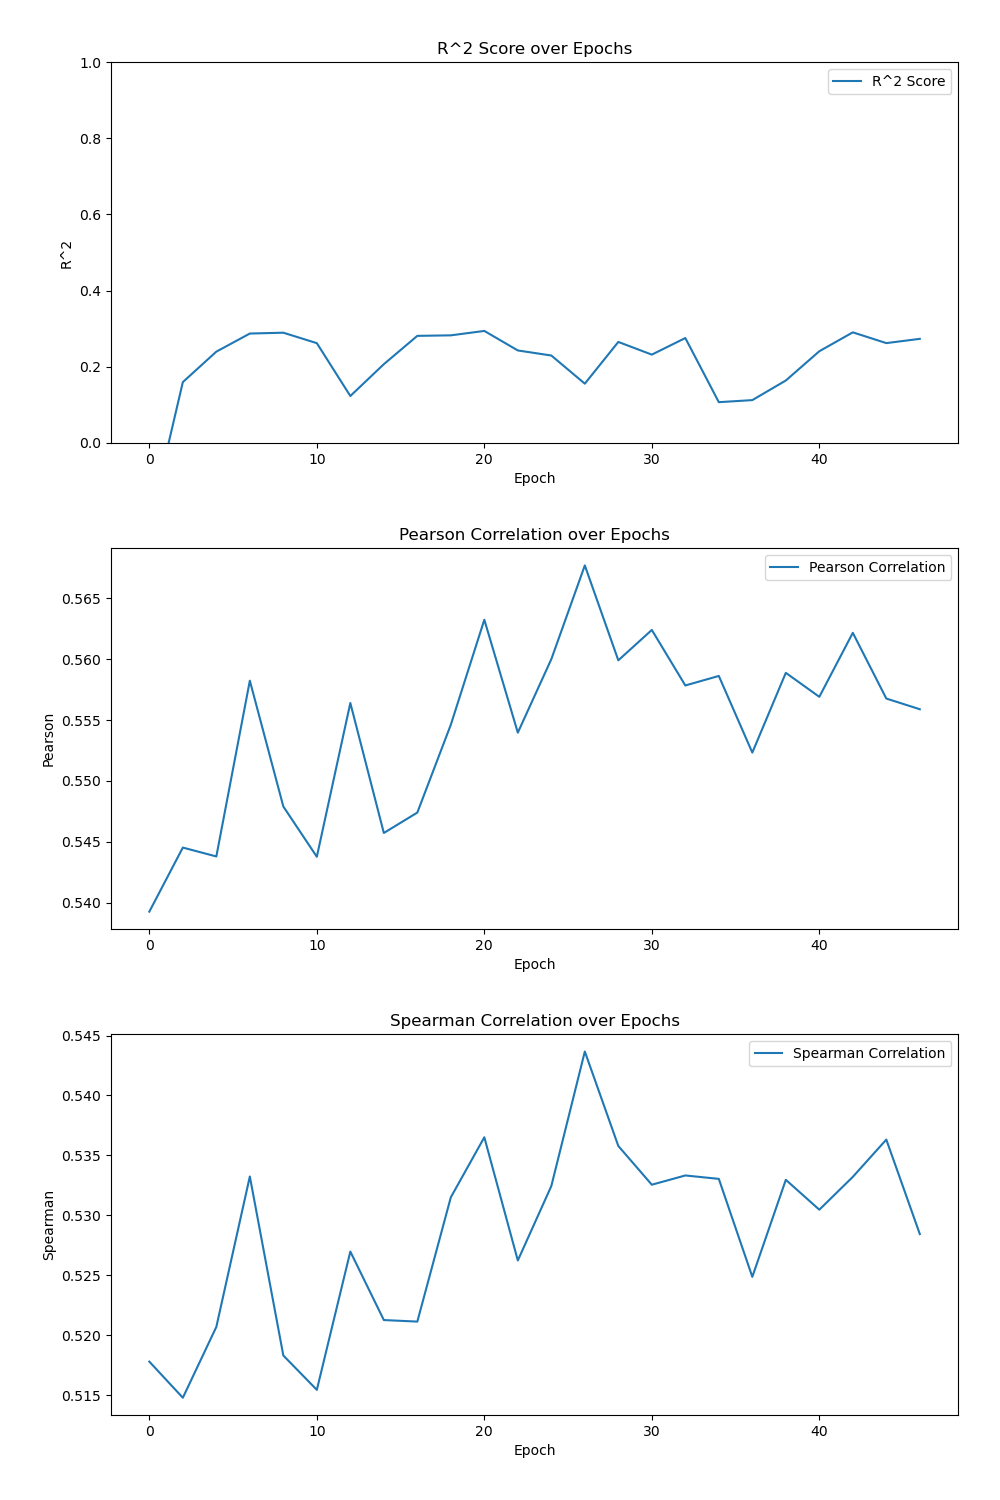 R^2 Score over Epochs
R^2 Score
1.0
0.8
0.6
0.4
0.2
0.0
R^2
0 10 20 30 40
Epoch
Pearson Correlation over Epochs
Pearson Correlation
0.565
0.560
0.555
0.550
0.545
0.540
Pearson
0 10 20 30 40
Epoch
Spearman Correlation over Epochs
Spearman Correlation
0.545
0.540
0.535
0.530
0.525
0.520
0.515
Spearman
0 10 20 30 40
Epoch